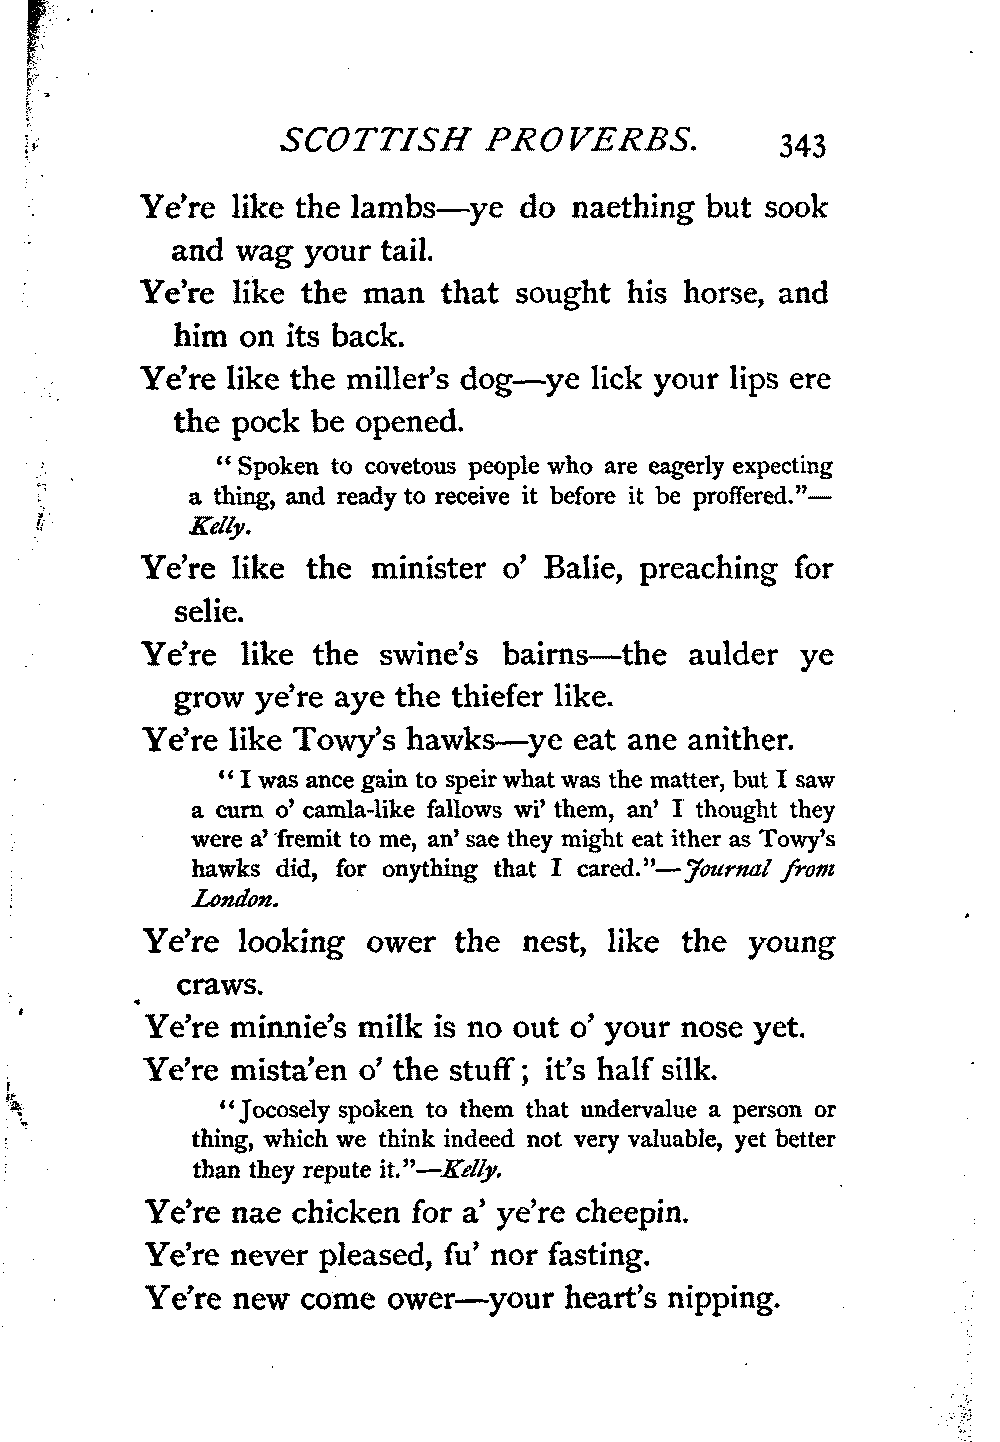 SCOTTISH PROVERBS. 343
Ye're like the lambs—ye do naething but sook
and wag your tail.
Ye're like the man that sought his horse, and
him on its back.
Ye're like the miller's dog—ye lick your lips ere
the pock be opened.
“Spoken to covetous people who are eagerly expecting
a thing, and ready to receive it before it be proffered.”—
Kelly.
Ye're like the minister o' Balie, preaching for
selie.
Ye're like the swine's bairns—the aulder ye
grow ye're aye the thiefer like.
Ye're like Towy's hawks—ye eat ane anither.
“I was ance gain to speir what was the matter, but I saw
a curn o' camla-like fallows wi' them, an' I thought they
were a' fremit to me, an' sae they might eat ither as Towy's
hawks did, for onything that I cared.”—Journal from
London.
Ye're looking ower the nest, like the young
craws.
Ye're minnie's milk is no out o' your nose yet.
Ye're mista'en o' the stuff; it's half silk.
“Jocosely spoken to them that undervalue a person or
thing, which we think indeed not very valuable, yet better
than they repute it.”—Kelly.
Ye're nae chicken for a' ye're cheepin.
Ye're never pleased, fu' nor fasting.
Ye're new come ower—your heart's nipping.